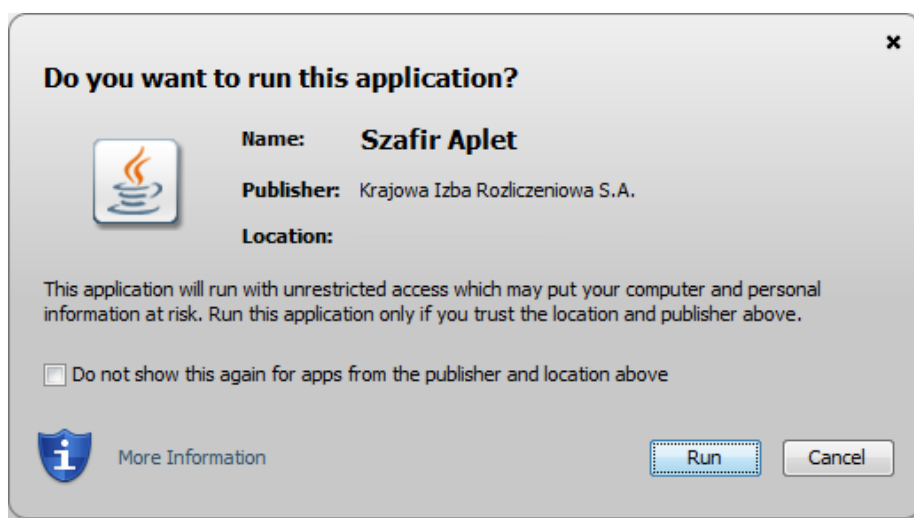 Do you want to run this application?
Name: Szafir Aplet
Publisher: Krajowa Izba Rozliczeniowa S.A.
Location:
This application will run with unrestricted access which may put your computer and personal
information at risk. Run this application only if you trust the location and publisher above.
Do not show this again for apps from the publisher and location above
More Information
Run
Cancel